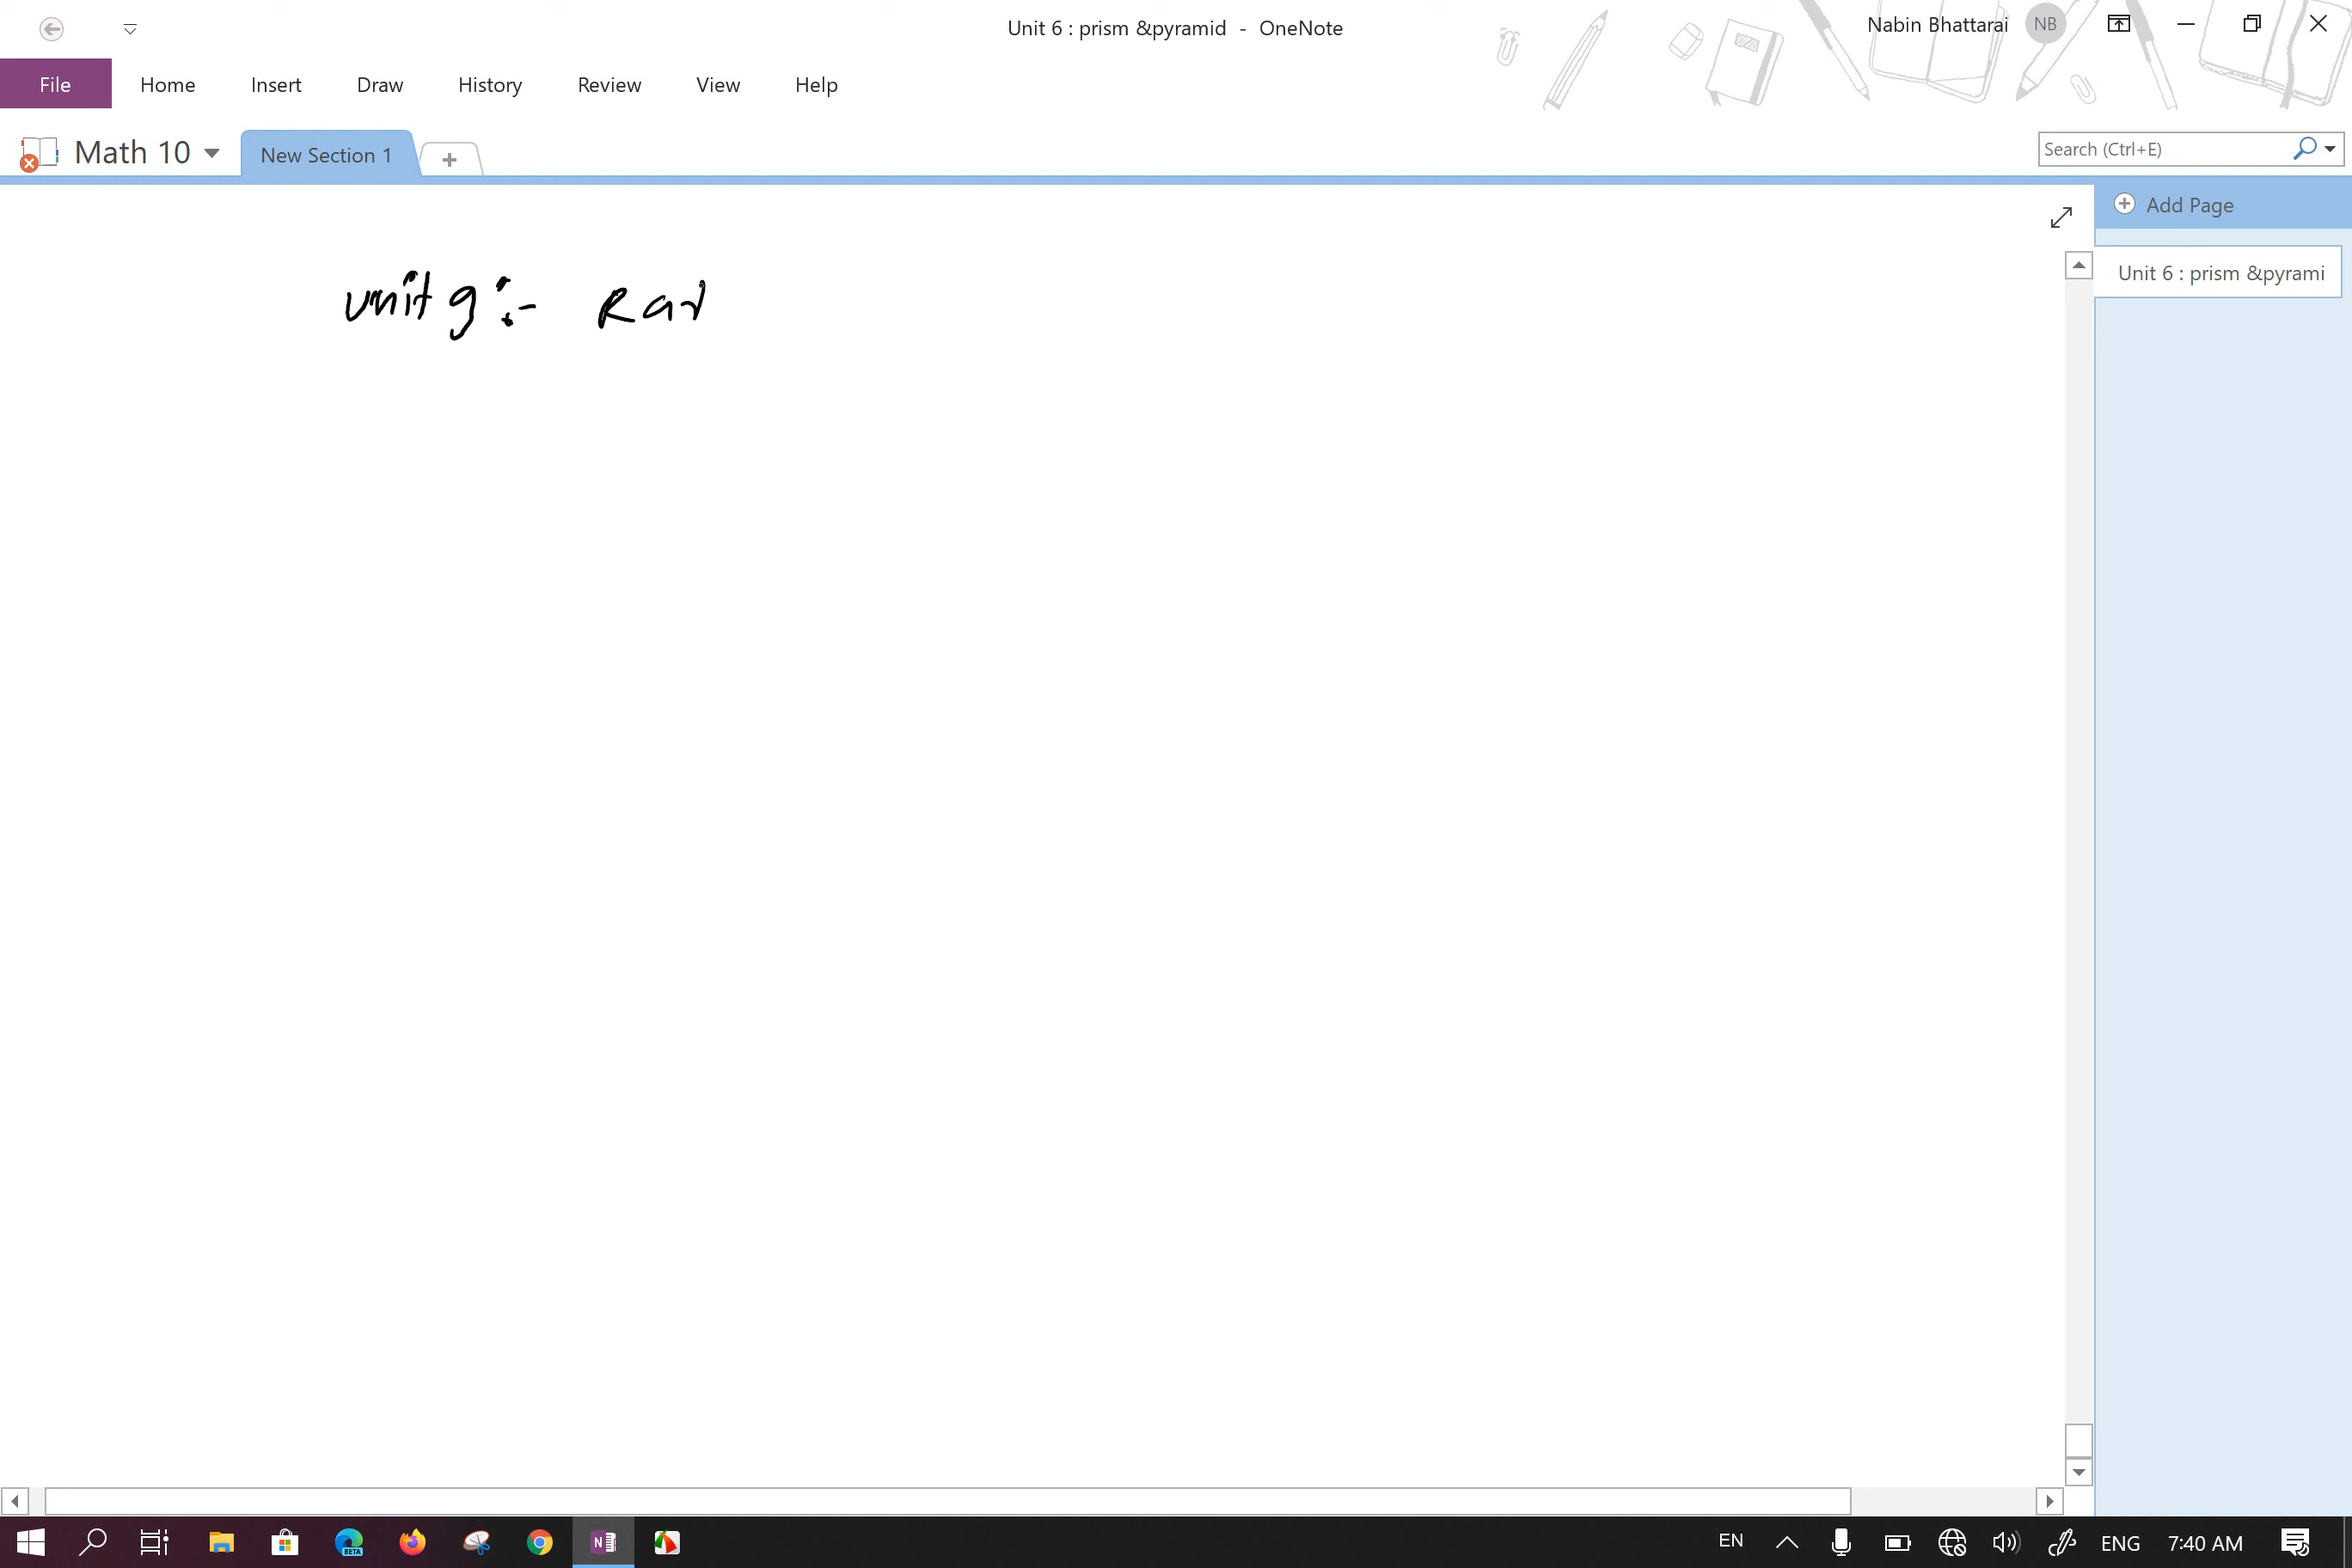 Unit 6 : prism &pyramid - OneNote
Nabin Bhattarai NB
File Home Insert Draw History Review View Help
Math 10 New Section 1
Search (Ctrl+E)
Add Page
Unit 6 : prism &pyrami
unit 9 :- Rad
EN ENG 7:40 AM